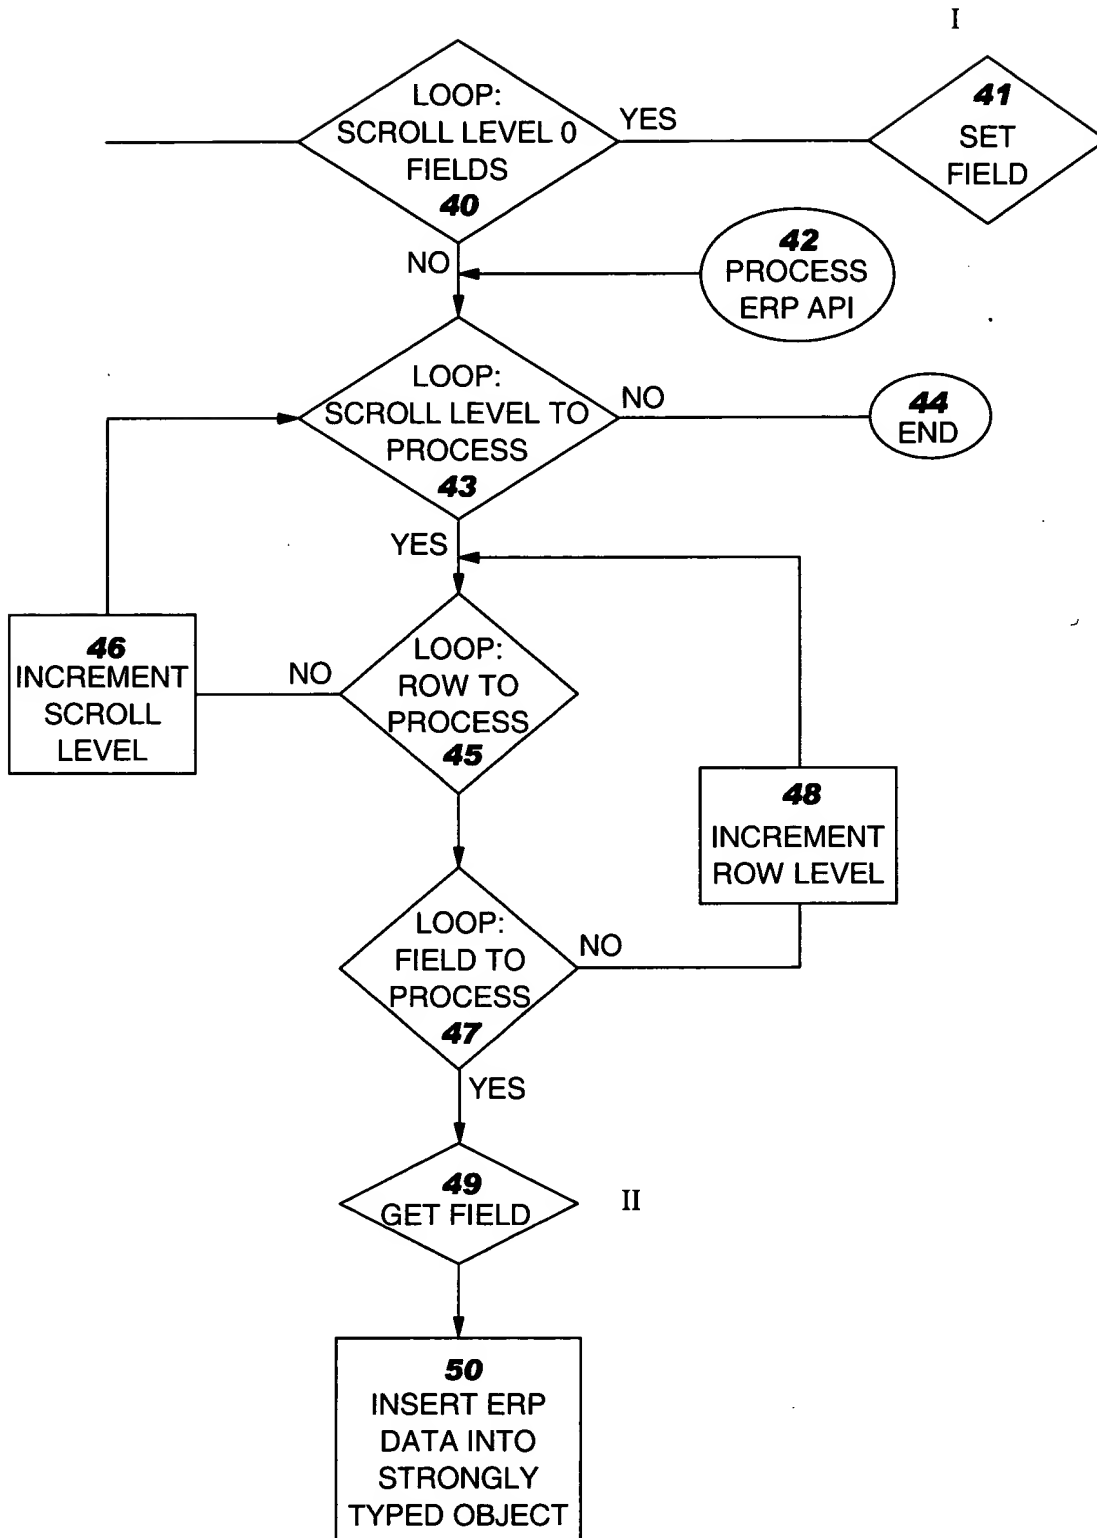 I
LOOP:
SCROLL LEVEL 0
FIELDS
40
YES
41
SET
FIELD
NO
42
PROCESS
ERP API
LOOP:
SCROLL LEVEL TO
PROCESS
43
NO
44
END
YES
46
INCREMENT
SCROLL
LEVEL
NO
LOOP:
ROW TO
PROCESS
45
48
INCREMENT
ROW LEVEL
LOOP:
FIELD TO
PROCESS
47
NO
YES
49
GET FIELD
II
50
INSERT ERP
DATA INTO
STRONGLY
TYPED OBJECT